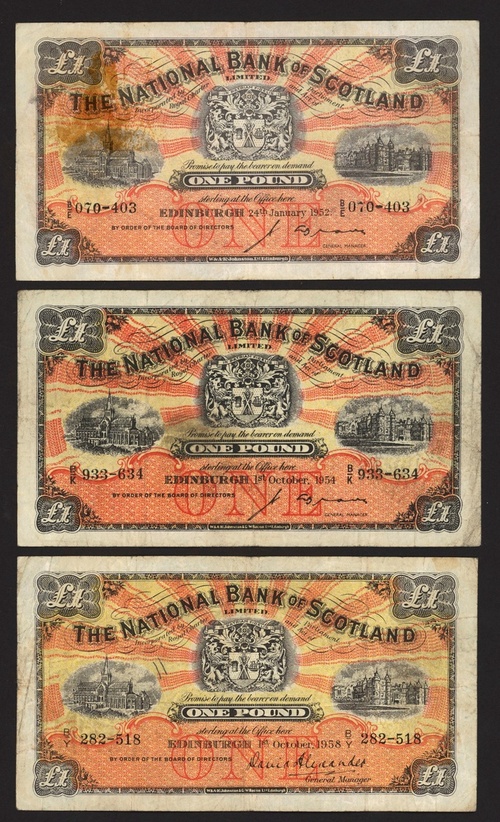 £1 £1
THE NATIONAL BANK OF SCOTLAND
LIMITED
Promise to pay the bearer on demand
ONE POUND
sterling at the Office here
B/E 070-403 B/E 070-403
EDINBURGH 24th January 1952.
ONE
BY ORDER OF THE BOARD OF DIRECTORS
GENERAL MANAGER.
£1 £1
W. & A. K. Johnston Ltd Edinburgh
£1 £1
THE NATIONAL BANK OF SCOTLAND
LIMITED
Promise to pay the bearer on demand
ONE POUND
sterling at the Office here
B/K 933-634 B/K 933-634
EDINBURGH 1st October, 1954
ONE
BY ORDER OF THE BOARD OF DIRECTORS
GENERAL MANAGER
£1 £1
£1 £1
THE NATIONAL BANK OF SCOTLAND
LIMITED
Promise to pay the bearer on demand
ONE POUND
sterling at the Office here
B/Y 282-518 B/Y 282-518
EDINBURGH 1st October, 1958
ONE
BY ORDER OF THE BOARD OF DIRECTORS
David Alexander
General Manager
£1 £1